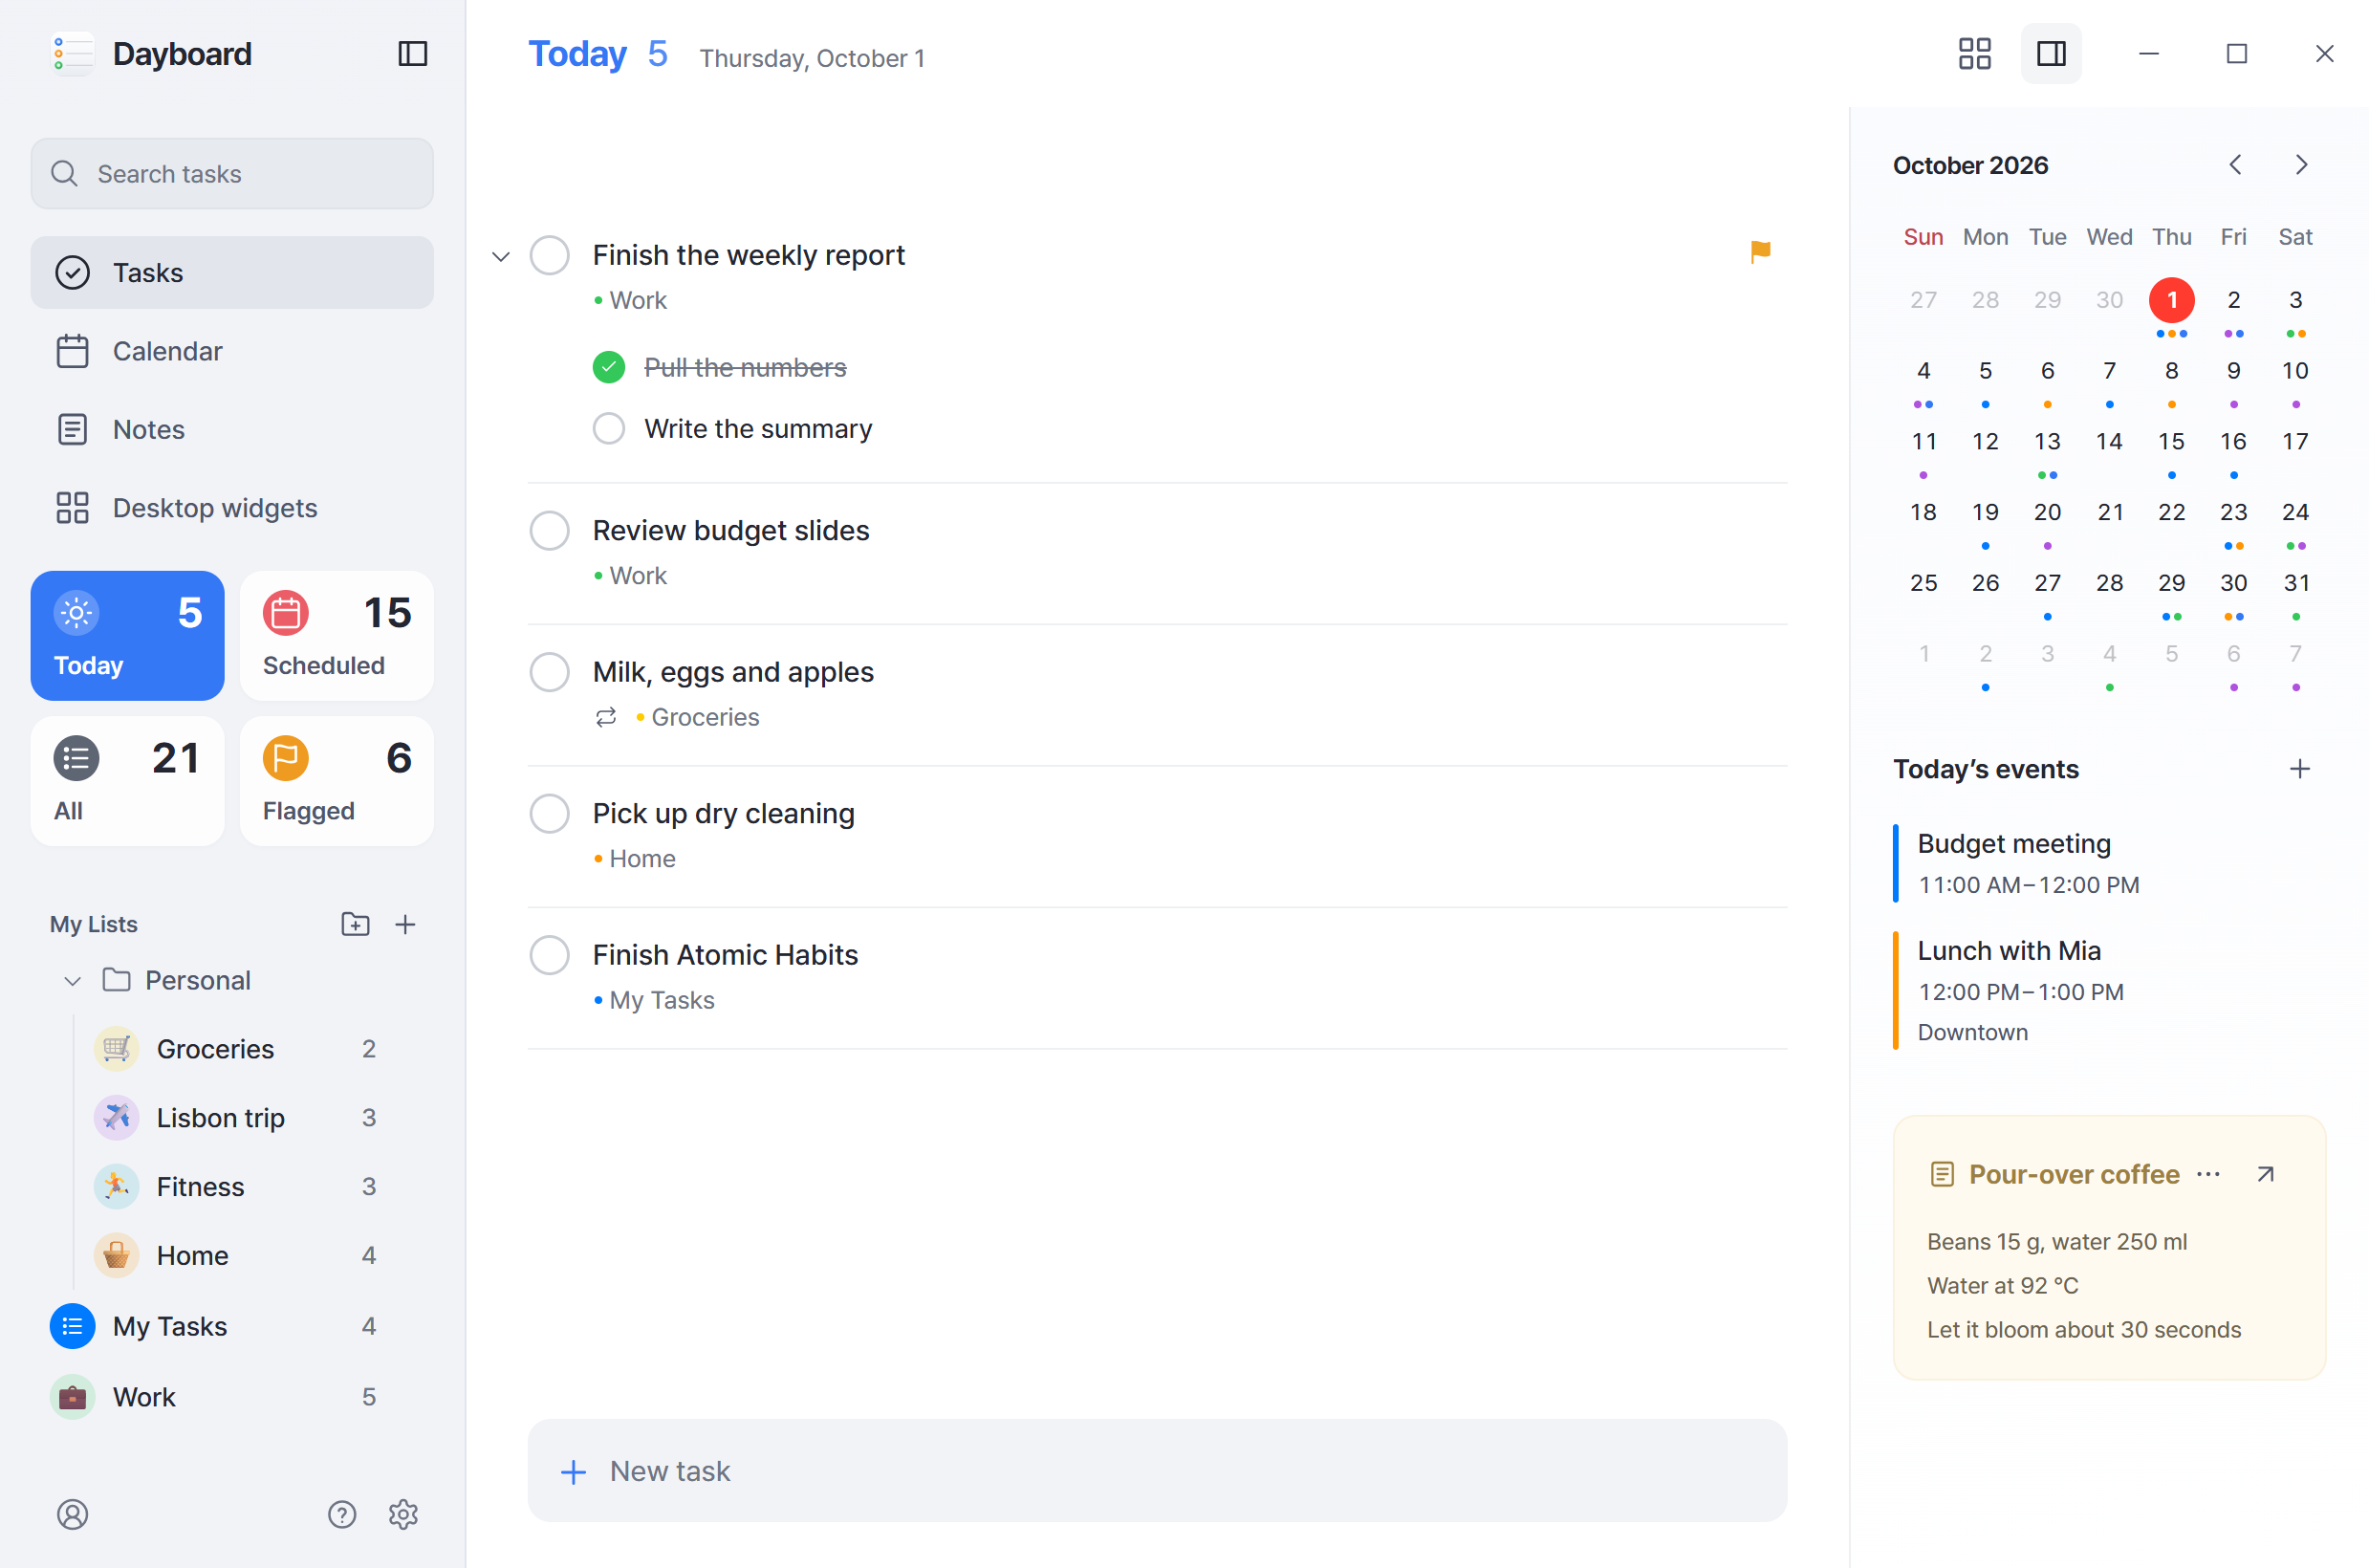 Dayboard
Search tasks
Tasks
Calendar
Notes
Desktop widgets
5
Today
15
Scheduled
21
All
6
Flagged
My Lists
Personal
Groceries 2
Lisbon trip 3
Fitness 3
Home 4
My Tasks 4
Work 5
Today 5 Thursday, October 1
Finish the weekly report
Work
Pull the numbers
Write the summary
Review budget slides
Work
Milk, eggs and apples
Groceries
Pick up dry cleaning
Home
Finish Atomic Habits
My Tasks
New task
October 2026
Sun Mon Tue Wed Thu Fri Sat
27 28 29 30 1 2 3
4 5 6 7 8 9 10
11 12 13 14 15 16 17
18 19 20 21 22 23 24
25 26 27 28 29 30 31
1 2 3 4 5 6 7
Today’s events
Budget meeting
11:00 AM–12:00 PM
Lunch with Mia
12:00 PM–1:00 PM
Downtown
Pour-over coffee
Beans 15 g, water 250 ml
Water at 92 °C
Let it bloom about 30 seconds